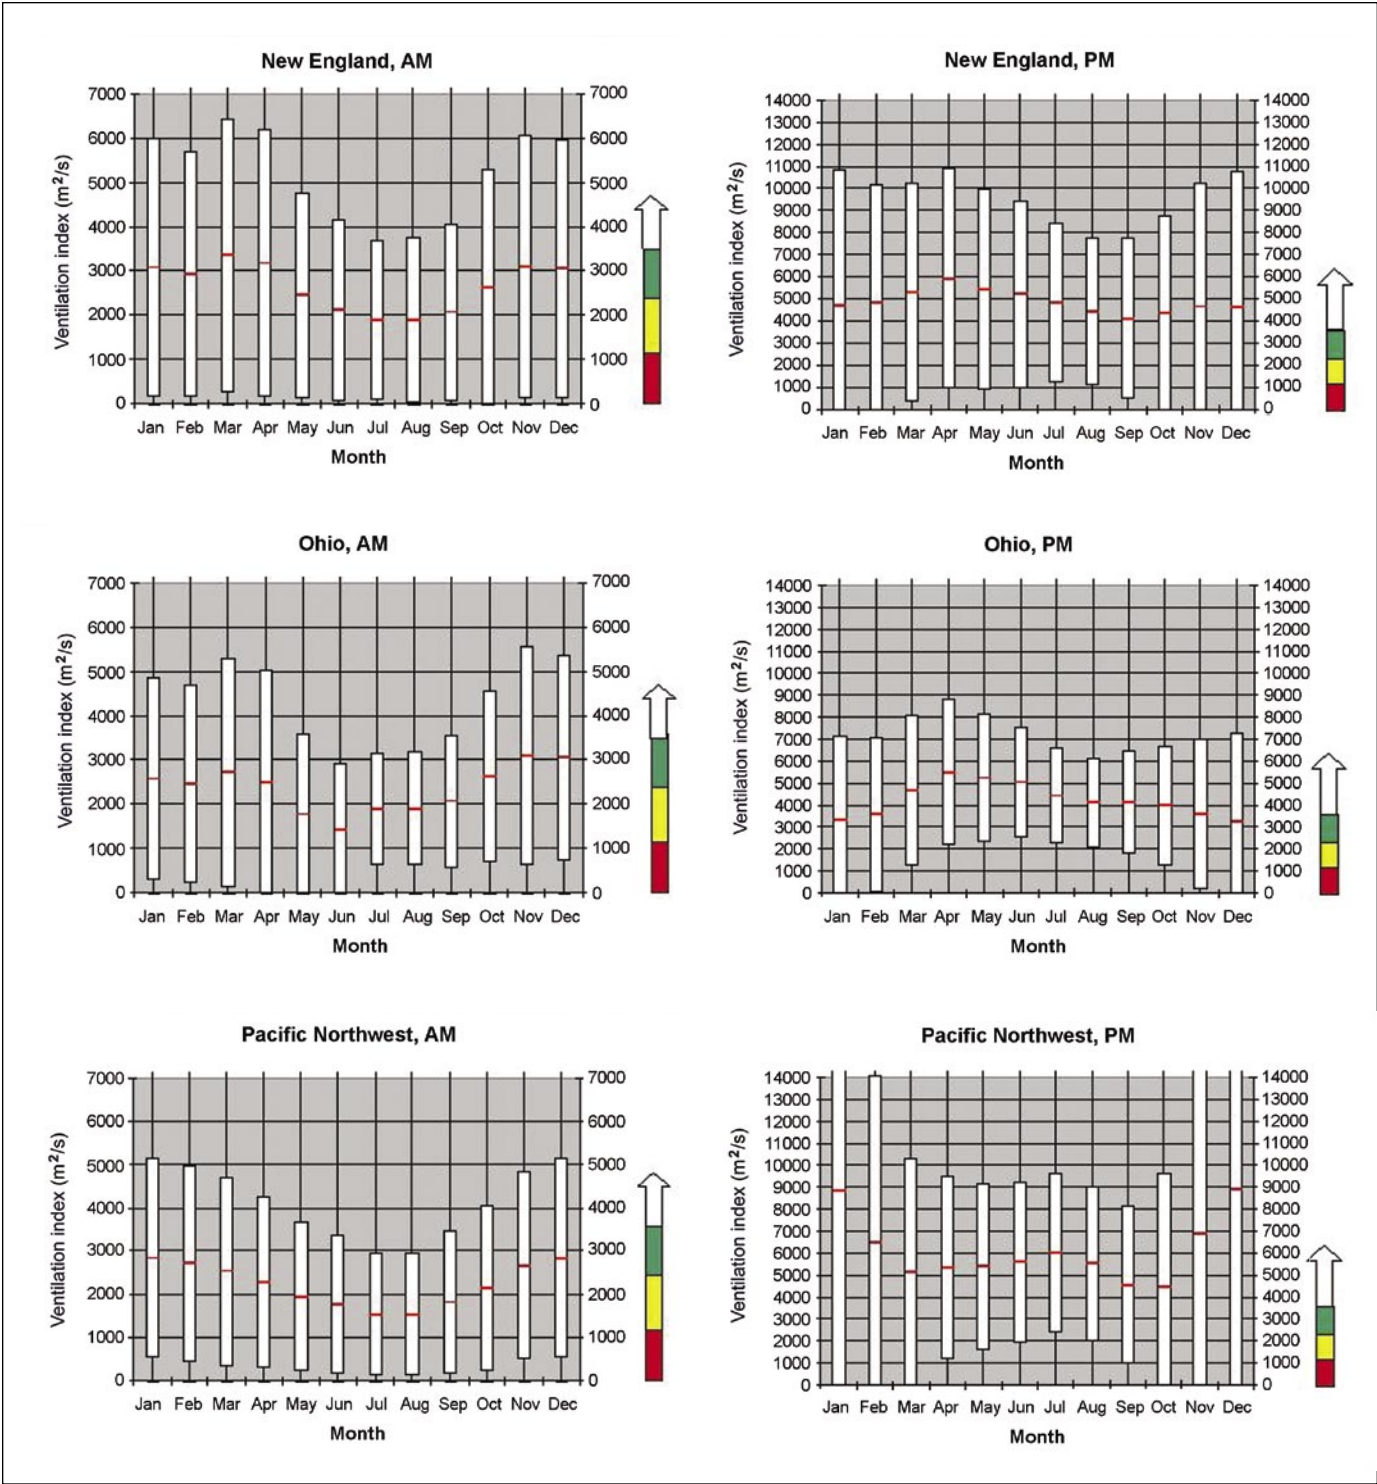 New England, AM
Ventilation index (m²/s)
7000 7000
6000 6000
5000 5000
4000 4000
3000 3000
2000 2000
1000 1000
0 0
Jan Feb Mar Apr May Jun Jul Aug Sep Oct Nov Dec
Month
New England, PM
Ventilation index (m²/s)
14000 14000
13000 13000
12000 12000
11000 11000
10000 10000
9000 9000
8000 8000
7000 7000
6000 6000
5000 5000
4000 4000
3000 3000
2000 2000
1000 1000
0 0
Jan Feb Mar Apr May Jun Jul Aug Sep Oct Nov Dec
Month
Ohio, AM
Ventilation index (m²/s)
7000 7000
6000 6000
5000 5000
4000 4000
3000 3000
2000 2000
1000 1000
0 0
Jan Feb Mar Apr May Jun Jul Aug Sep Oct Nov Dec
Month
Ohio, PM
Ventilation index (m²/s)
14000 14000
13000 13000
12000 12000
11000 11000
10000 10000
9000 9000
8000 8000
7000 7000
6000 6000
5000 5000
4000 4000
3000 3000
2000 2000
1000 1000
0 0
Jan Feb Mar Apr May Jun Jul Aug Sep Oct Nov Dec
Month
Pacific Northwest, AM
Ventilation index (m²/s)
7000 7000
6000 6000
5000 5000
4000 4000
3000 3000
2000 2000
1000 1000
0 0
Jan Feb Mar Apr May Jun Jul Aug Sep Oct Nov Dec
Month
Pacific Northwest, PM
Ventilation index (m²/s)
14000 14000
13000 13000
12000 12000
11000 11000
10000 10000
9000 9000
8000 8000
7000 7000
6000 6000
5000 5000
4000 4000
3000 3000
2000 2000
1000 1000
0 0
Jan Feb Mar Apr May Jun Jul Aug Sep Oct Nov Dec
Month